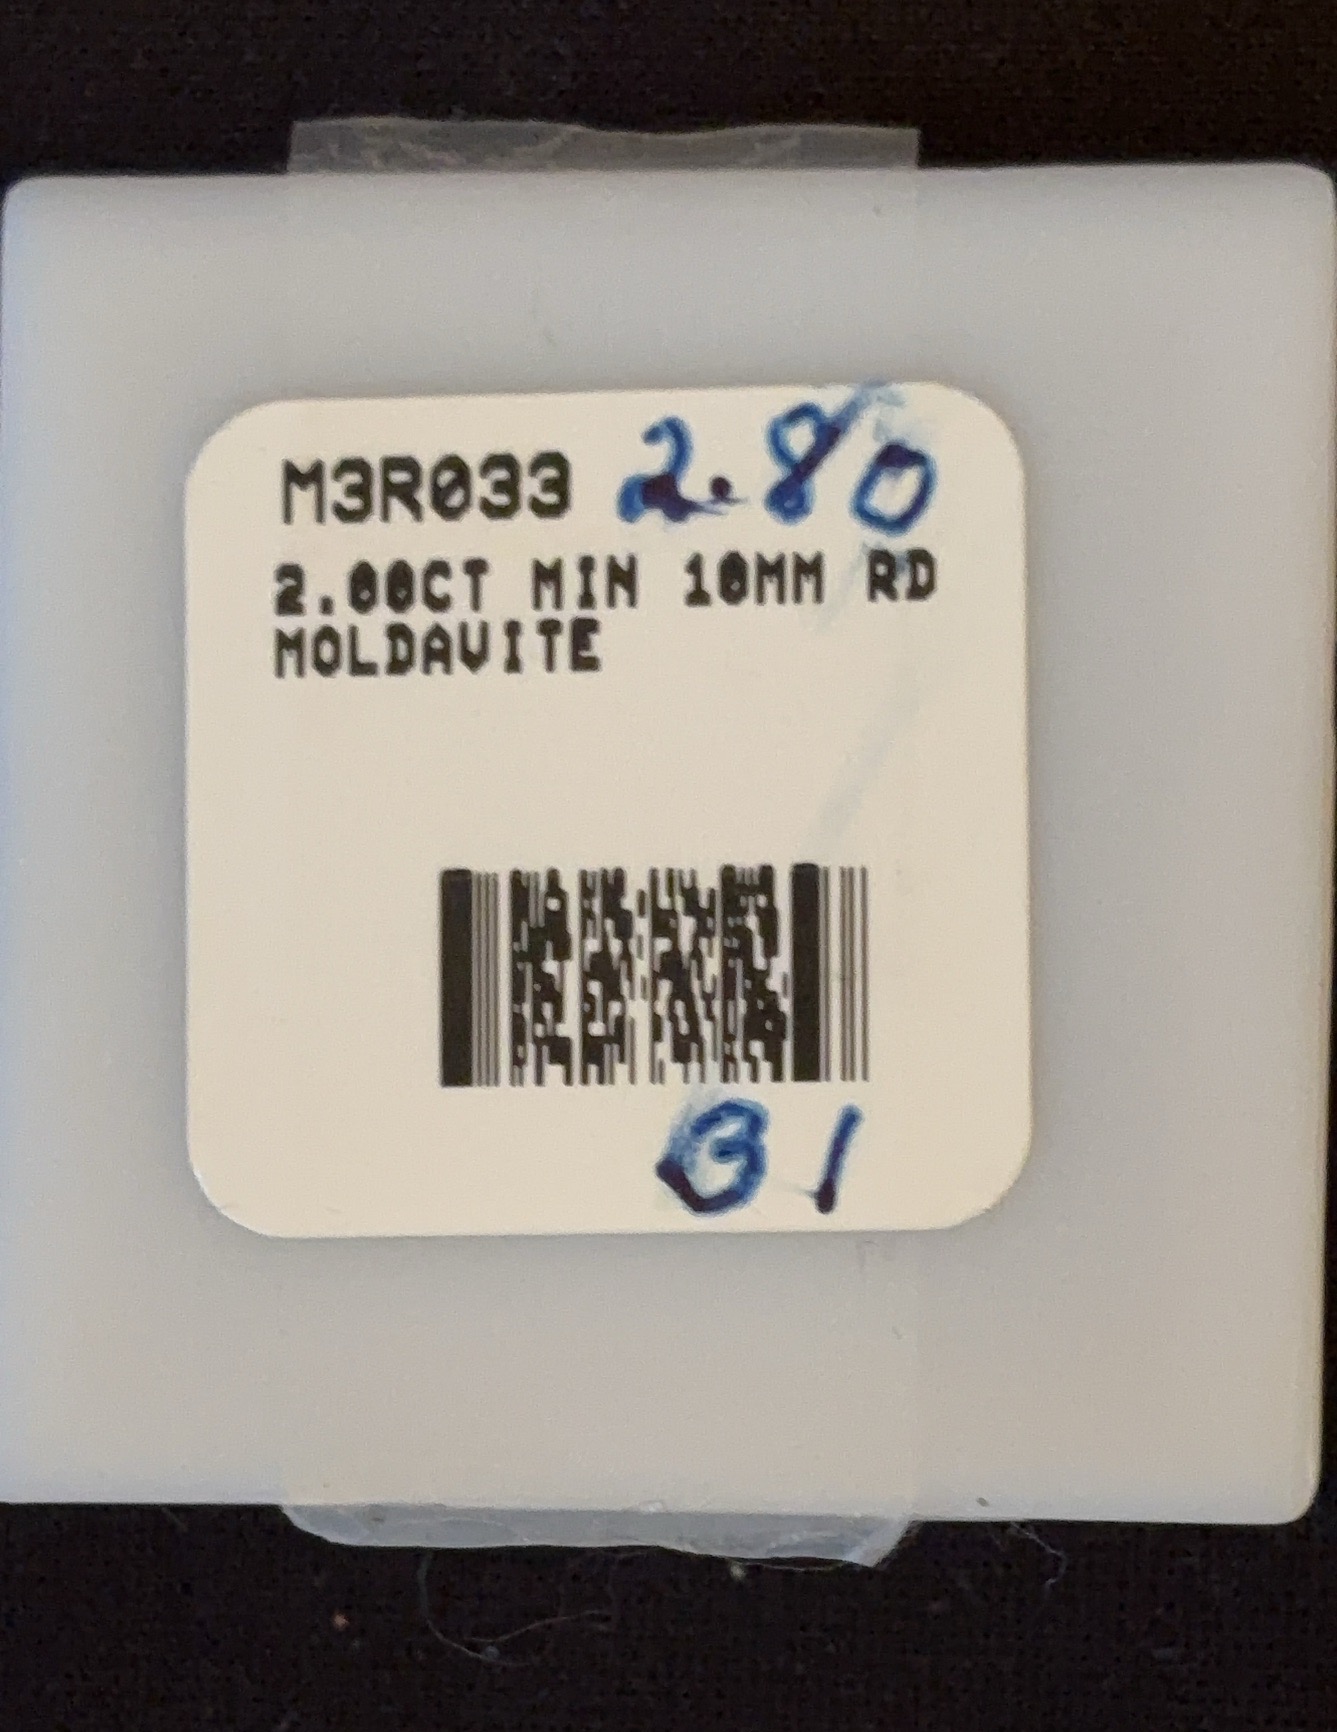 M3R033 2.80
2.00CT MIN 10MM RD
MOLDAVITE
31